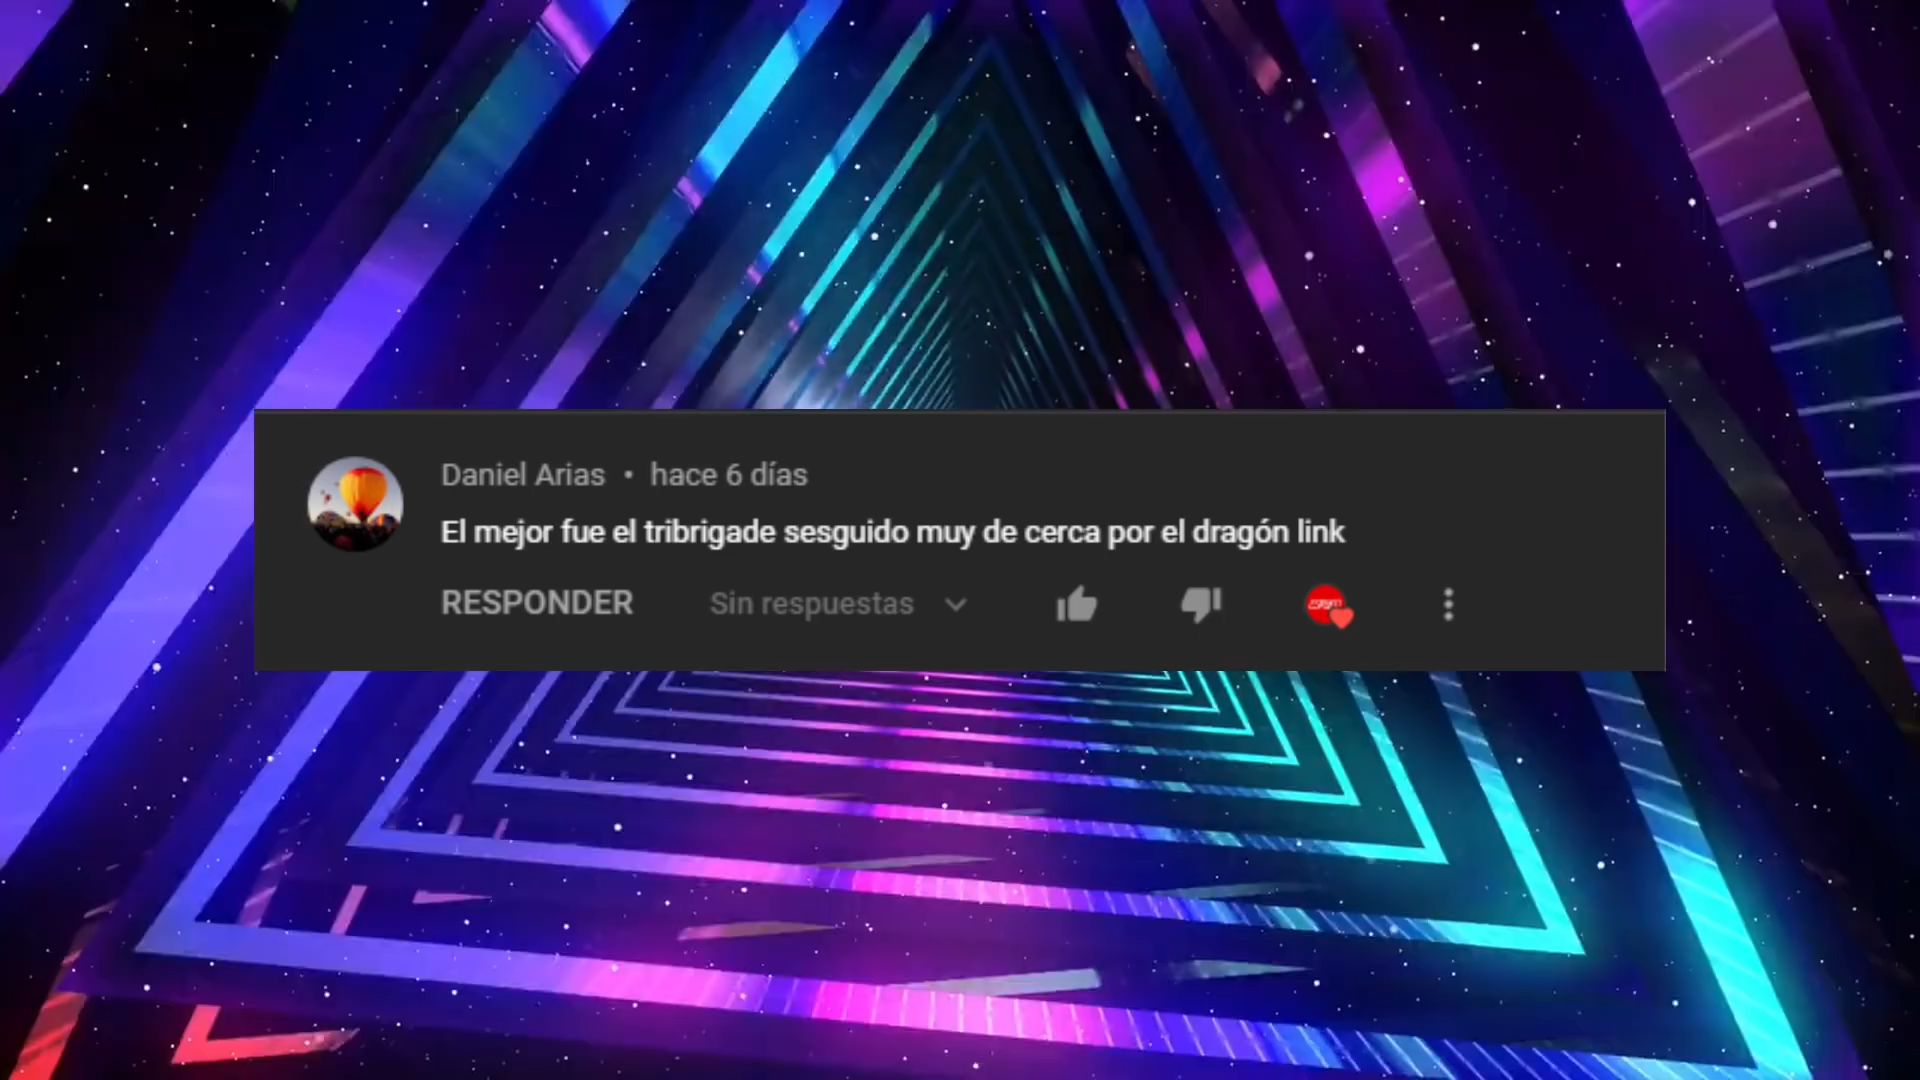 Daniel Arias • hace 6 días
El mejor fue el tribrigade sesguido muy de cerca por el dragón link
RESPONDER Sin respuestas